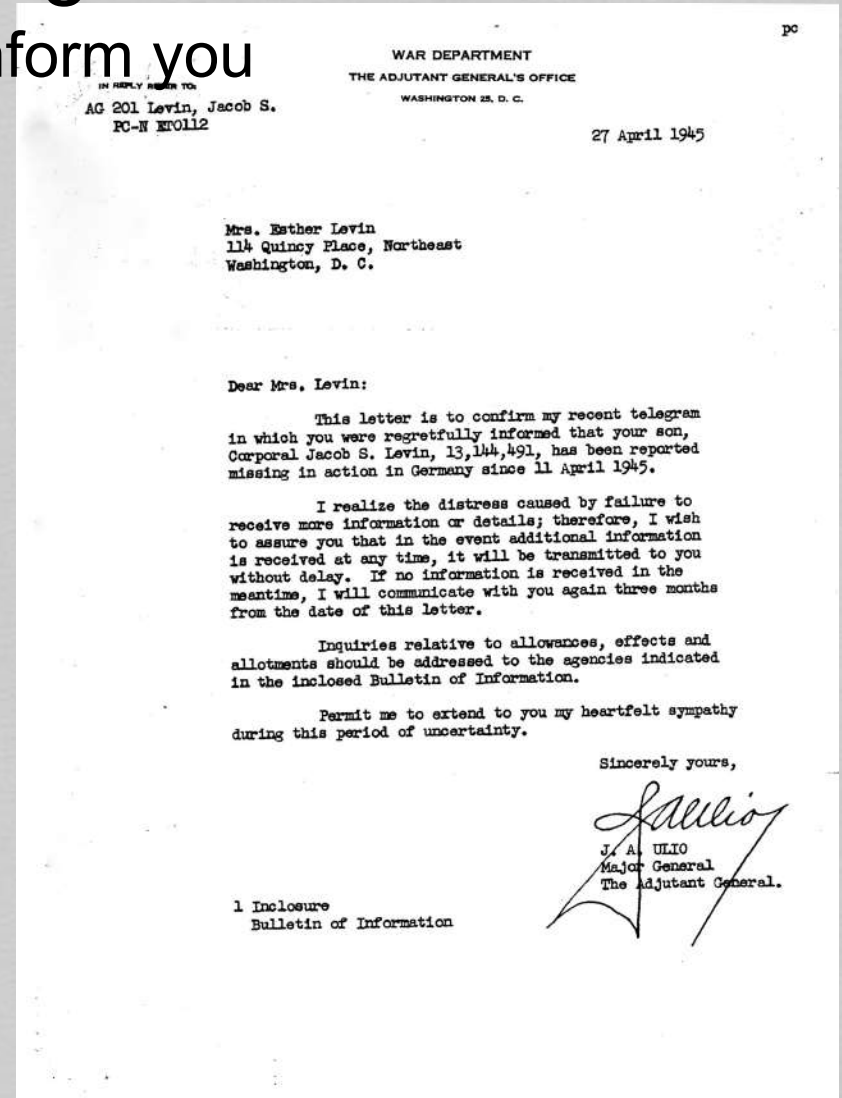 form you
pc
WAR DEPARTMENT
THE ADJUTANT GENERAL'S OFFICE
WASHINGTON 25, D. C.
IN REPLY REFER TO:
AG 201 Levin, Jacob S.
PC-N ETO112
27 April 1945
Mrs. Esther Levin
114 Quincy Place, Northeast
Washington, D. C.
Dear Mrs. Levin:
This letter is to confirm my recent telegram
in which you were regretfully informed that your son,
Corporal Jacob S. Levin, 13,144,491, has been reported
missing in action in Germany since 11 April 1945.
I realize the distress caused by failure to
receive more information or details; therefore, I wish
to assure you that in the event additional information
is received at any time, it will be transmitted to you
without delay. If no information is received in the
meantime, I will communicate with you again three months
from the date of this letter.
Inquiries relative to allowances, effects and
allotments should be addressed to the agencies indicated
in the inclosed Bulletin of Information.
Permit me to extend to you my heartfelt sympathy
during this period of uncertainty.
Sincerely yours,
J. A. ULIO
Major General
The Adjutant General.
1 Inclosure
Bulletin of Information